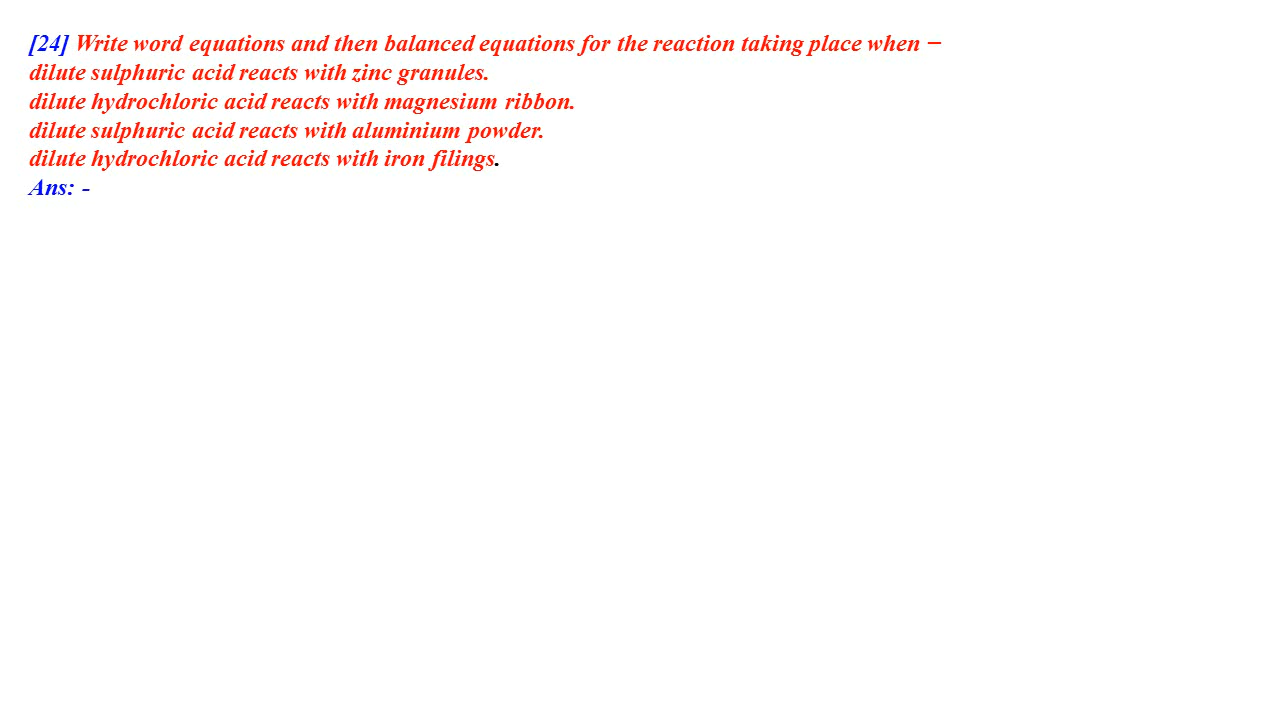 [24] Write word equations and then balanced equations for the reaction taking place when −
dilute sulphuric acid reacts with zinc granules.
dilute hydrochloric acid reacts with magnesium ribbon.
dilute sulphuric acid reacts with aluminium powder.
dilute hydrochloric acid reacts with iron filings.
Ans: -